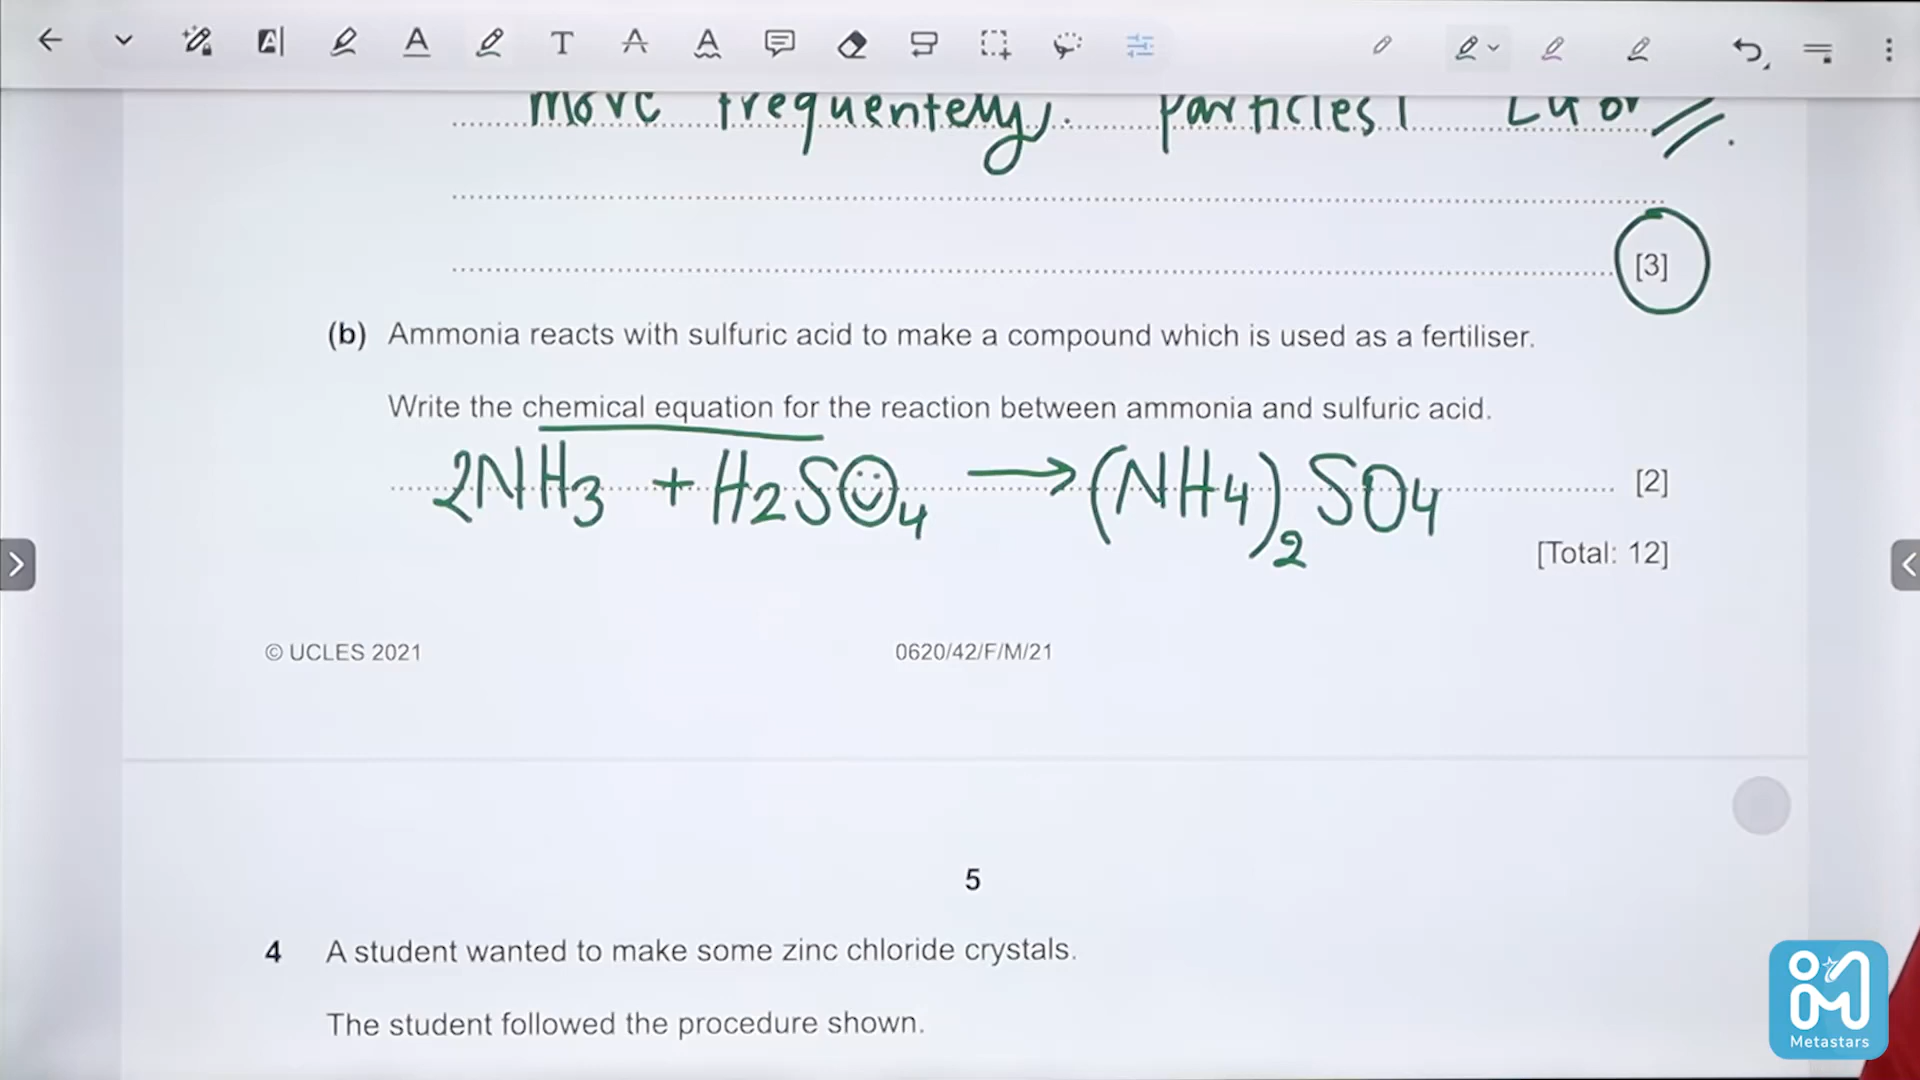 more frequentely. particles/
[3]
(b) Ammonia reacts with sulfuric acid to make a compound which is used as a fertiliser.
Write the chemical equation for the reaction between ammonia and sulfuric acid.
2NH3 + H2SO4 → (NH4)2SO4 [2]
[Total: 12]
© UCLES 2021 0620/42/F/M/21
5
4 A student wanted to make some zinc chloride crystals.
The student followed the procedure shown.
Metastars